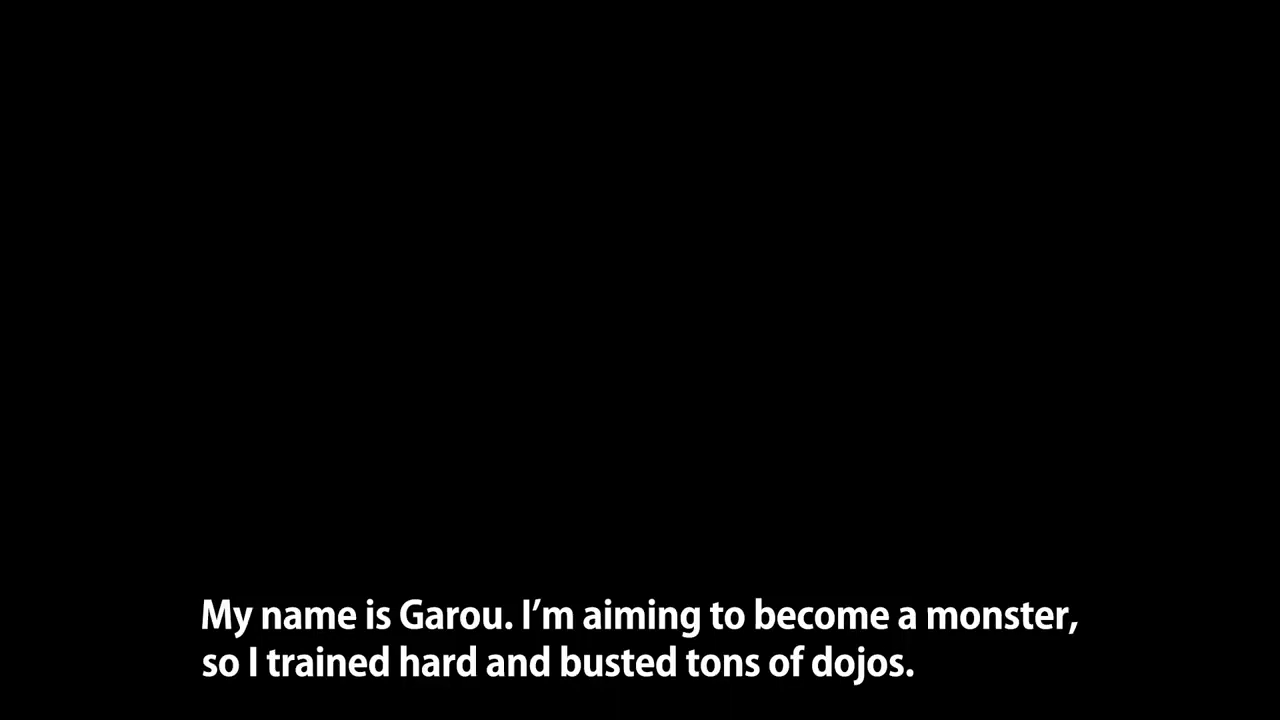 My name is Garou. I’m aiming to become a monster,
so I trained hard and busted tons of dojos.